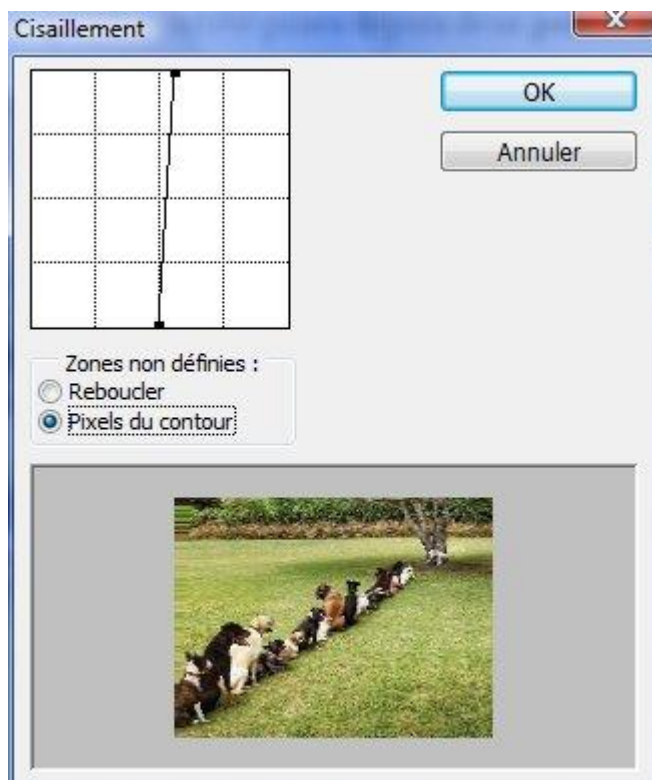 Cisaillement
OK
Annuler
Zones non définies :
Reboucler
Pixels du contour